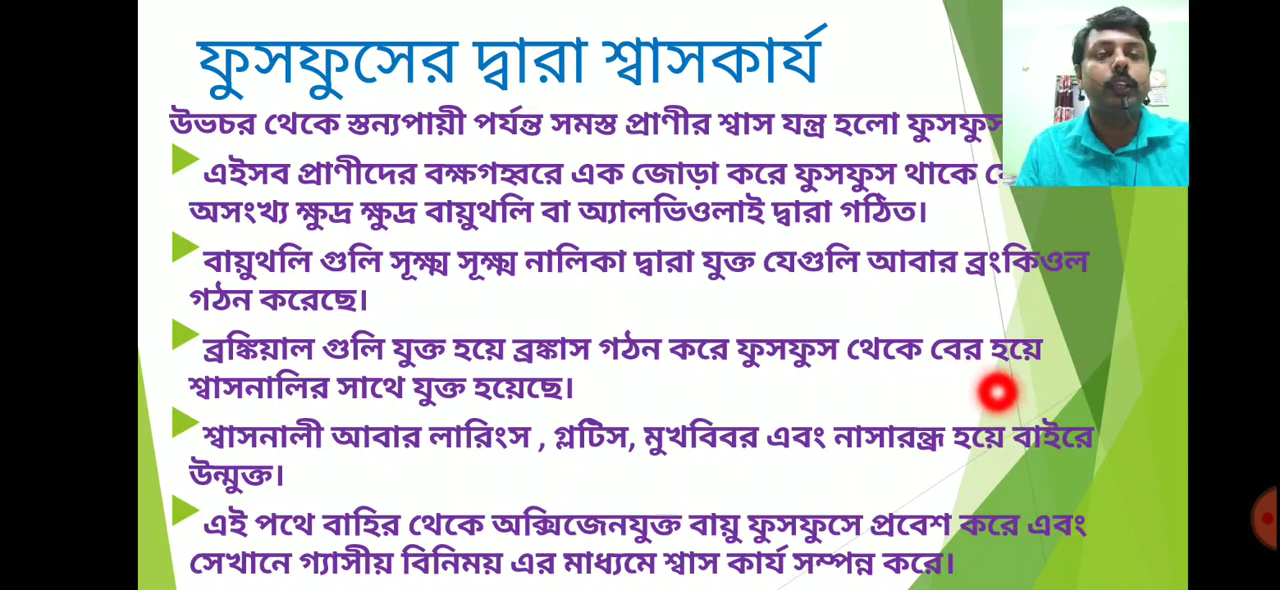 ফুসফুসের দ্বারা শ্বাসকার্য
উভচর থেকে স্তন্যপায়ী পর্যন্ত সমস্ত প্রাণীর শ্বাস যন্ত্র হলো ফুসফুস
এইসব প্রাণীদের বক্ষগহ্বরে এক জোড়া করে ফুসফুস থাকে
অসংখ্য ক্ষুদ্র ক্ষুদ্র বায়ুথলি বা অ্যালভিওলাই দ্বারা গঠিত।
বায়ুথলি গুলি সূক্ষ্ম সূক্ষ্ম নালিকা দ্বারা যুক্ত যেগুলি আবার ব্রংকিওল
গঠন করেছে।
ব্রঙ্কিয়াল গুলি যুক্ত হয়ে ব্রঙ্কাস গঠন করে ফুসফুস থেকে বের হয়ে
শ্বাসনালির সাথে যুক্ত হয়েছে।
শ্বাসনালী আবার লারিংস , গ্লটিস, মুখবিবর এবং নাসারন্ধ্র হয়ে বাইরে
উন্মুক্ত।
এই পথে বাহির থেকে অক্সিজেনযুক্ত বায়ু ফুসফুসে প্রবেশ করে এবং
সেখানে গ্যাসীয় বিনিময় এর মাধ্যমে শ্বাস কার্য সম্পন্ন করে।